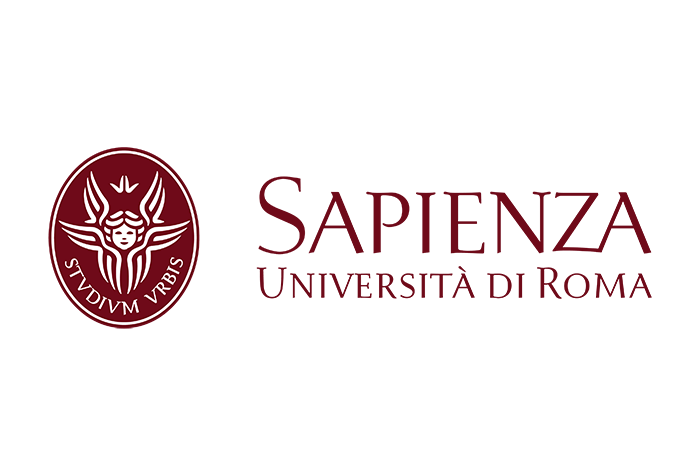 STVDIVM VRBIS
SAPIENZA
UNIVERSITÀ DI ROMA